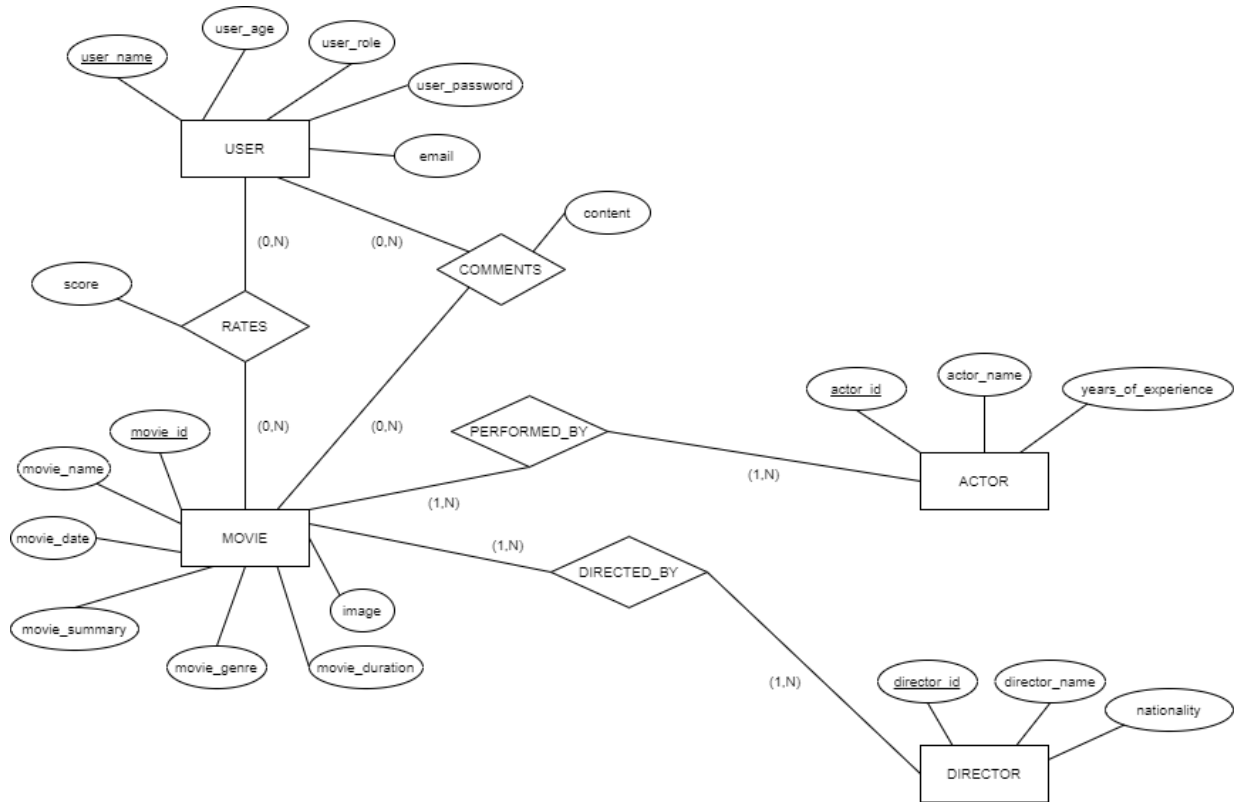 user_age
user_role
user_name
user_password
USER
email
content
(0,N)
(0,N)
COMMENTS
score
RATES
actor_name
actor_id
years_of_experience
movie_id
(0,N)
(0,N)
PERFORMED_BY
movie_name
(1,N)
ACTOR
(1,N)
movie_date
MOVIE
(1,N)
DIRECTED_BY
image
movie_summary
movie_genre
movie_duration
(1,N)
director_id
director_name
nationality
DIRECTOR